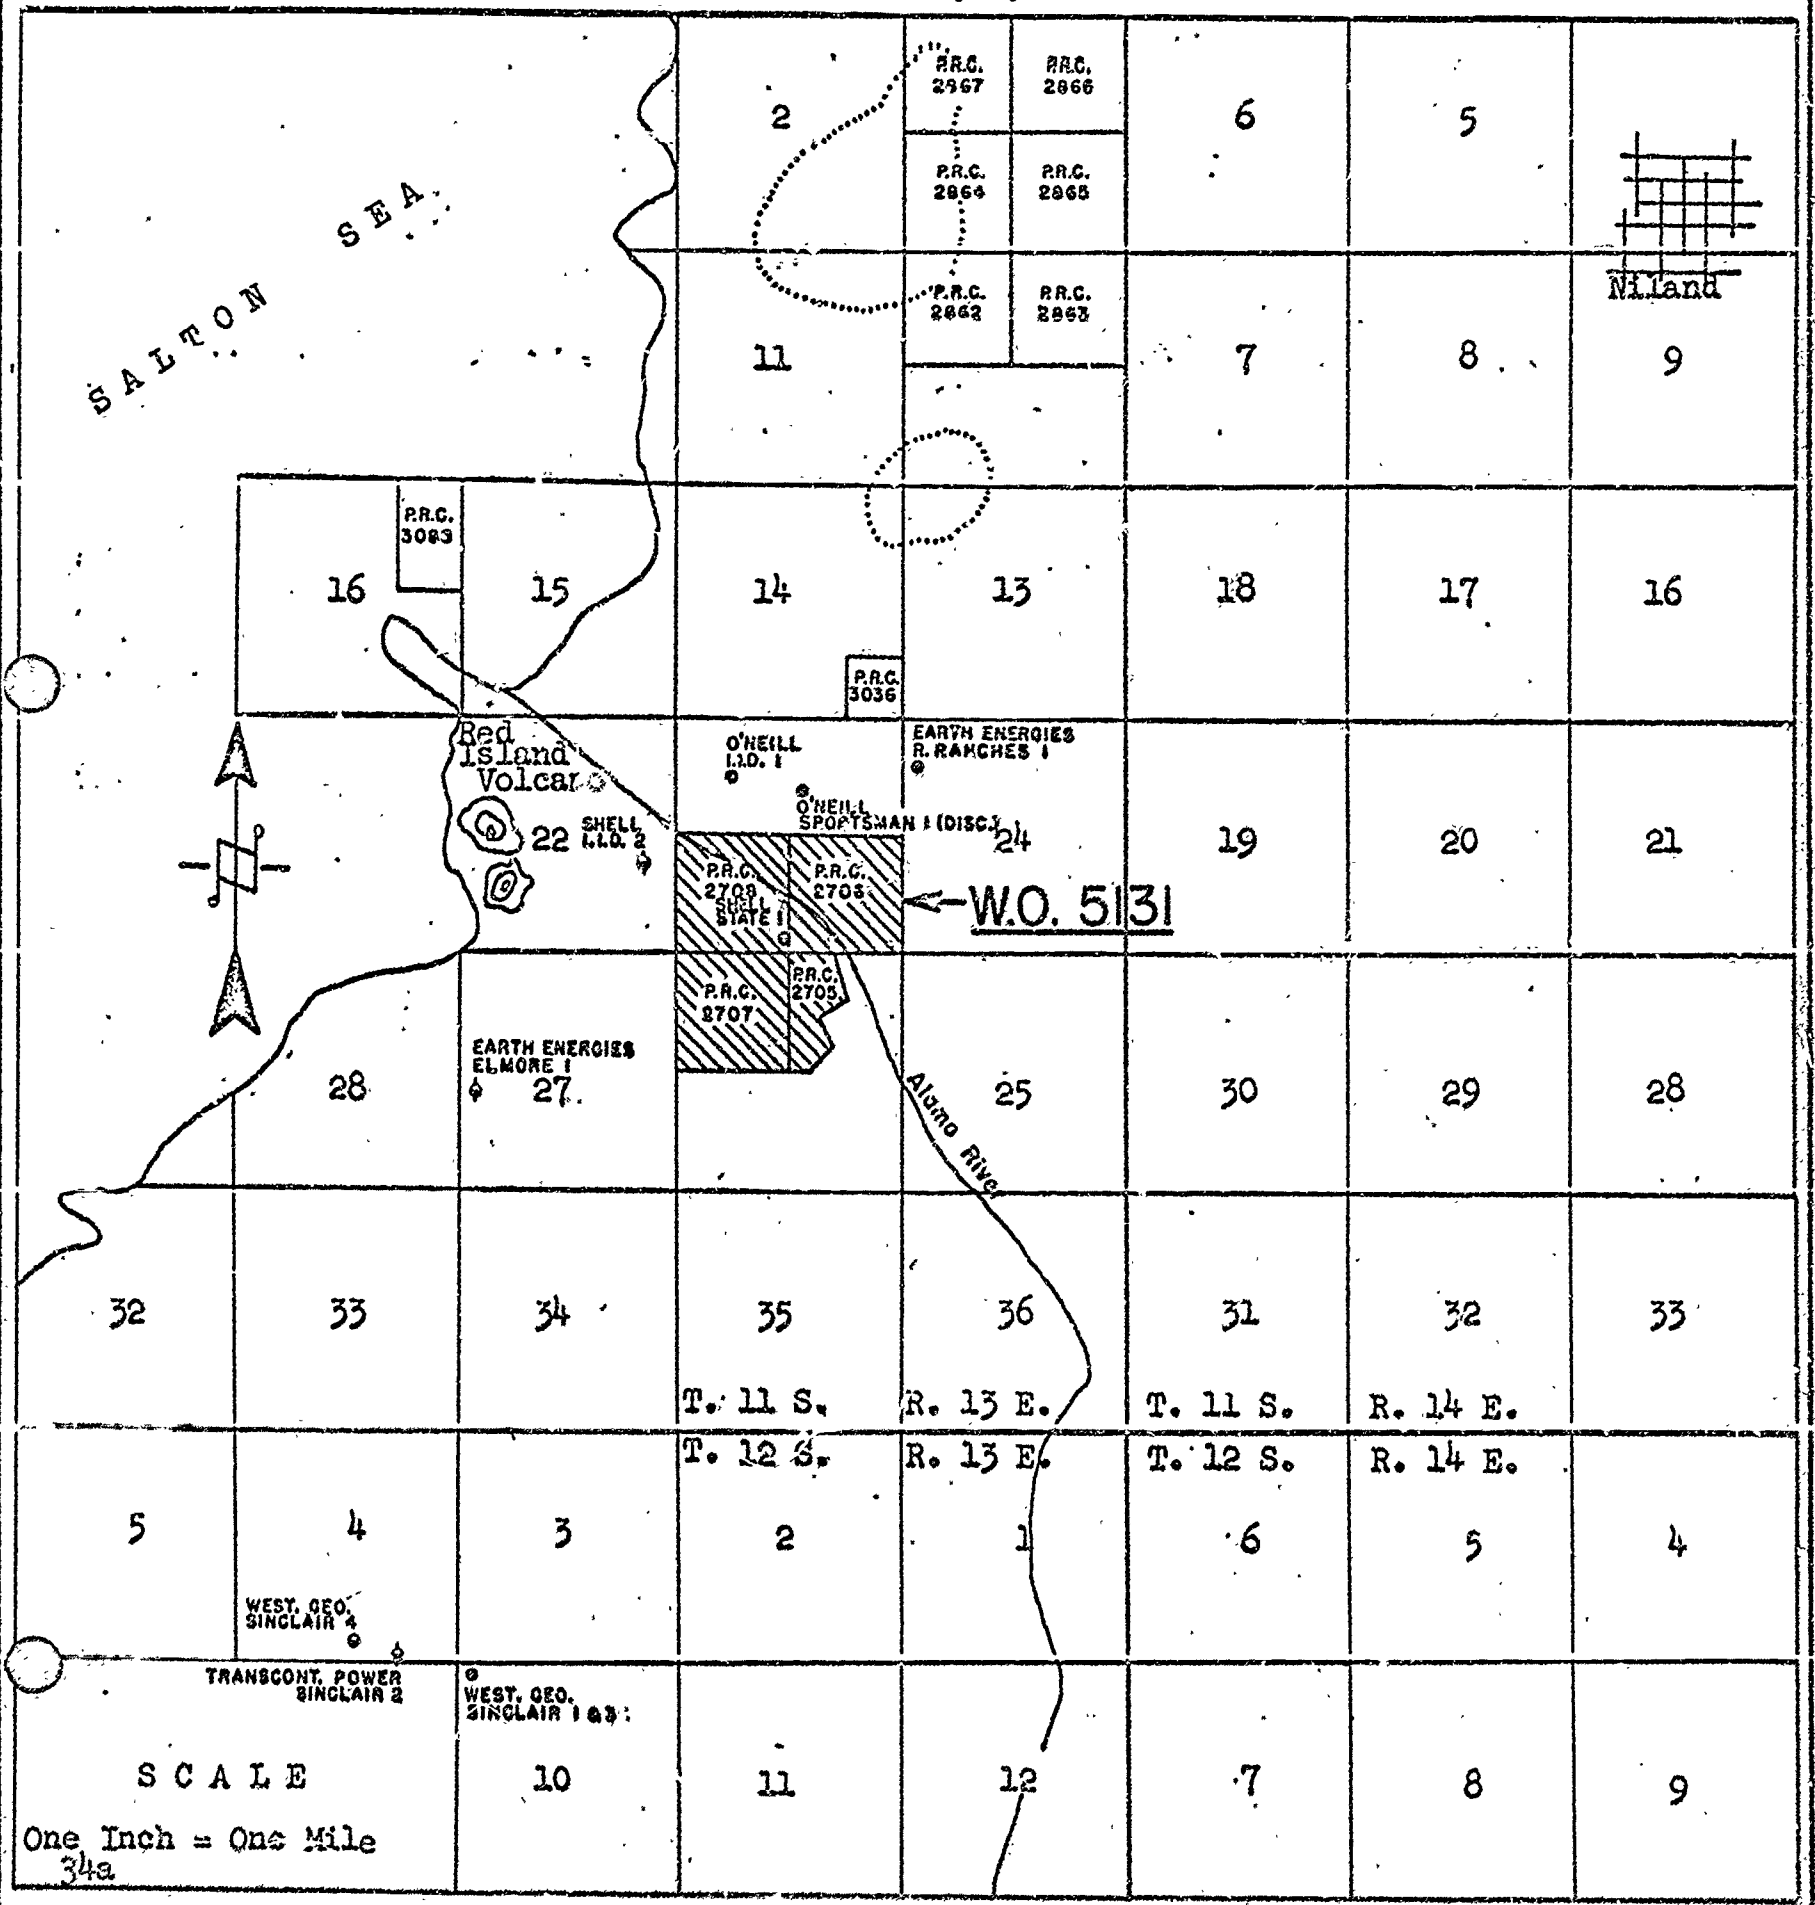 P.R.C.
2867
P.R.C.
2866
2
6
5
P.R.C.
2864
P.R.C.
2865
SALTON SEA
Niland
P.R.C.
2862
P.R.C.
2863
11
7
8
9
P.R.C.
3093
16
15
14
13
18
17
16
P.R.C.
3036
Red
Island
Volcano
O'NEILL
I.I.D. 1
EARTH ENERGIES
R. RANCHES 1
O'NEILL
SPORTSMAN 1 (DISC.)
22
SHELL
I.I.D. 2
24
19
20
21
P.R.C.
2708
SHELL
STATE 1
P.R.C.
2706
W.O. 5131
P.R.C.
2707
P.R.C.
2705
EARTH ENERGIES
ELMORE 1
28
27
Alamo River
25
30
29
28
32
33
34
35
36
31
32
33
T. 11 S. R. 13 E. T. 11 S. R. 14 E.
T. 12 S. R. 13 E. T. 12 S. R. 14 E.
5
4
3
2
1
6
5
4
WEST. GEO.
SINCLAIR 4
TRANSCONT. POWER
SINCLAIR 2
WEST. GEO.
SINCLAIR 1 & 3
SCALE
10
11
12
7
8
9
One Inch = One Mile
34a